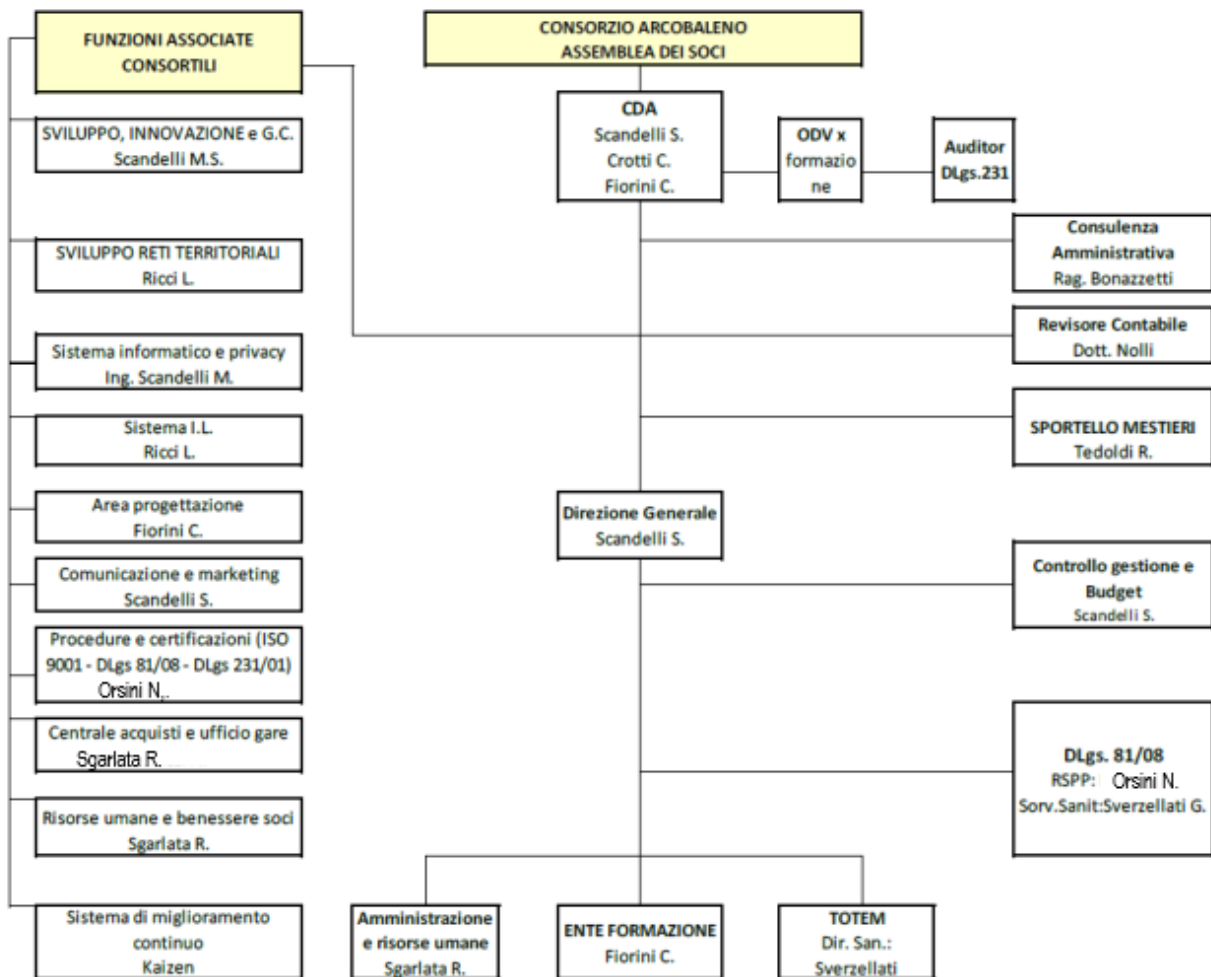 FUNZIONI ASSOCIATE
CONSORTILI
CONSORZIO ARCOBALENO
ASSEMBLEA DEI SOCI
SVILUPPO, INNOVAZIONE e G.C.
Scandelli M.S.
CDA
Scandelli S.
Crotti C.
Fiorini C.
ODV x
formazio
ne
Auditor
DLgs.231
SVILUPPO RETI TERRITORIALI
Ricci L.
Consulenza
Amministrativa
Rag. Bonazzetti
Sistema informatico e privacy
Ing. Scandelli M.
Revisore Contabile
Dott. Nolli
Sistema I.L.
Ricci L.
SPORTELLO MESTIERI
Tedoldi R.
Area progettazione
Fiorini C.
Direzione Generale
Scandelli S.
Comunicazione e marketing
Scandelli S.
Controllo gestione e
Budget
Scandelli S.
Procedure e certificazioni (ISO
9001 - DLgs 81/08 - DLgs 231/01)
Orsini N,.
Centrale acquisti e ufficio gare
Sgarlata R.
DLgs. 81/08
RSPP: Orsini N.
Sorv.Sanit:Sverzellati G.
Risorse umane e benessere soci
Sgarlata R.
Sistema di miglioramento
continuo
Kaizen
Amministrazione
e risorse umane
Sgarlata R.
ENTE FORMAZIONE
Fiorini C.
TOTEM
Dir. San.:
Sverzellati